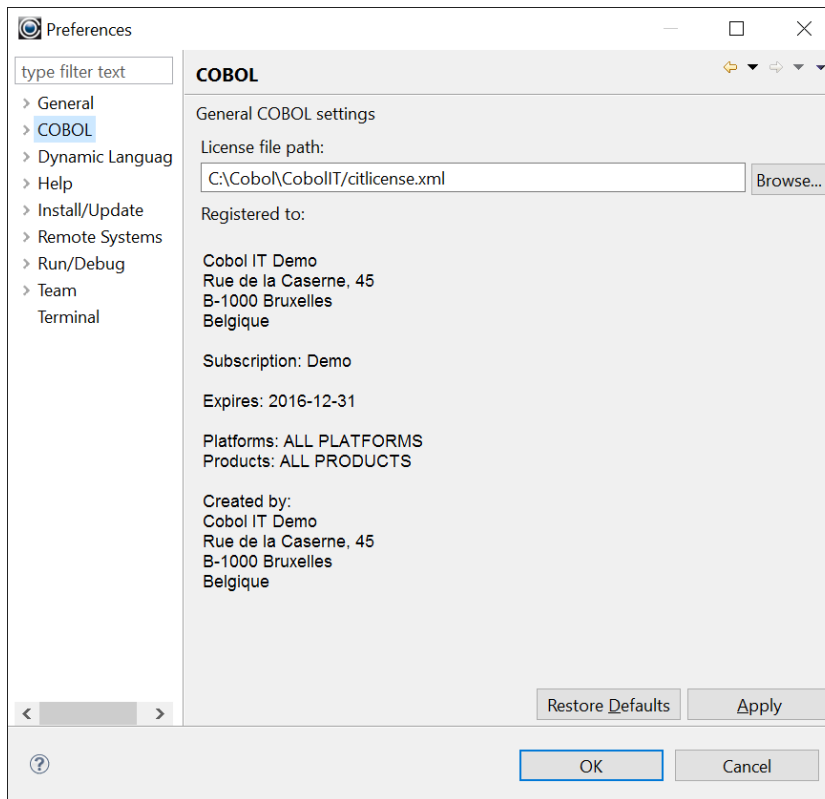 Preferences
type filter text
General
COBOL
Dynamic Languag
Help
Install/Update
Remote Systems
Run/Debug
Team
Terminal
COBOL
General COBOL settings
License file path:
C:\Cobol\CobolIT/citlicense.xml
Browse...
Registered to:
Cobol IT Demo
Rue de la Caserne, 45
B-1000 Bruxelles
Belgique
Subscription: Demo
Expires: 2016-12-31
Platforms: ALL PLATFORMS
Products: ALL PRODUCTS
Created by:
Cobol IT Demo
Rue de la Caserne, 45
B-1000 Bruxelles
Belgique
Restore Defaults
Apply
OK
Cancel